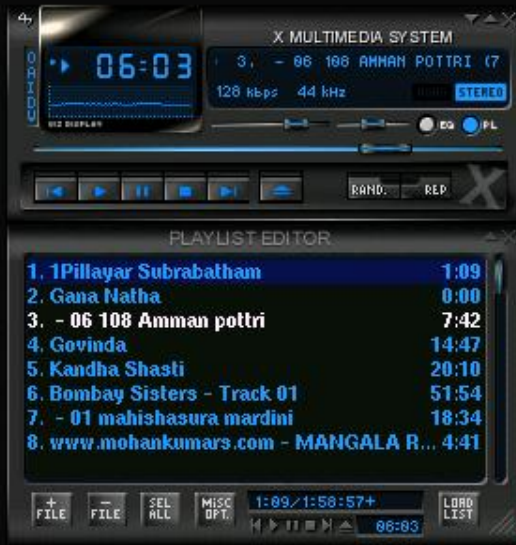 X MULTIMEDIA SYSTEM
OAIDV
06:03
3. - 06 108 AMMAN POTTRI (7
128 kbps 44 kHz
STEREO
VIZ DISPLAY
EQ PL
RAND. REP
X
PLAYLIST EDITOR
1. 1Pillayar Subrabatham 1:09
2. Gana Natha 0:00
3. - 06 108 Amman pottri 7:42
4. Govinda 14:47
5. Kandha Shasti 20:10
6. Bombay Sisters - Track 01 51:54
7. - 01 mahishasura mardini 18:34
8. www.mohankumars.com - MANGALA R... 4:41
+ FILE
- FILE
SEL ALL
MISC OPT.
1:09/1:58:57+
06:03
LOAD LIST